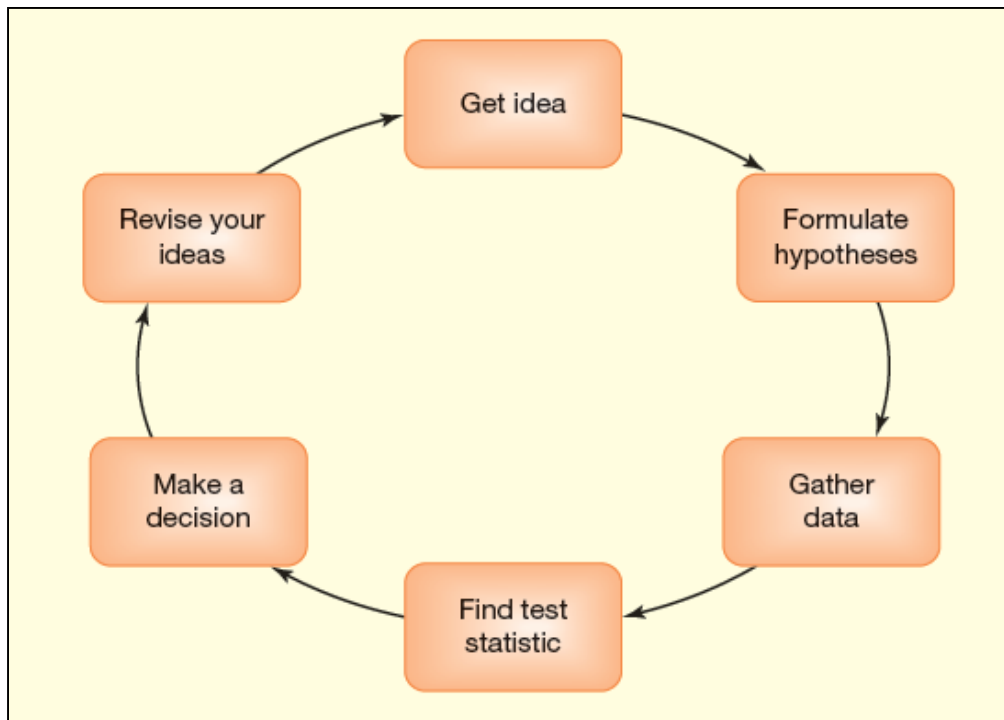 Get idea
Formulate
hypotheses
Gather
data
Find test
statistic
Make a
decision
Revise your
ideas